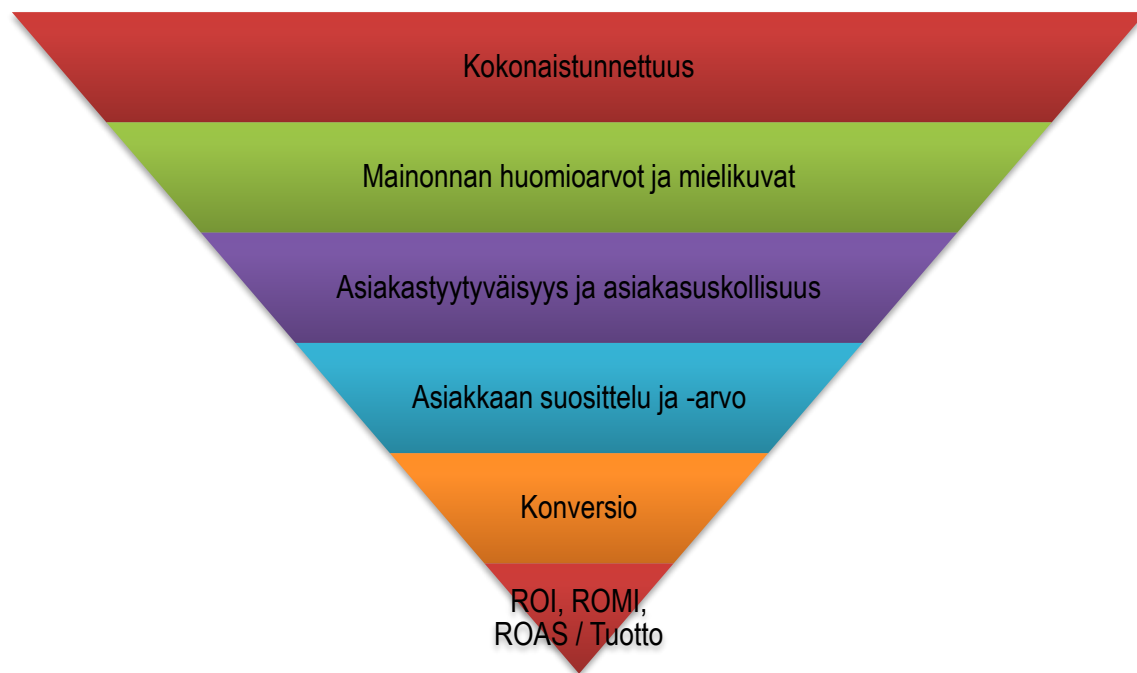 Kokonaistunnettuus
Mainonnan huomioarvot ja mielikuvat
Asiakastyytyväisyys ja asiakasuskollisuus
Asiakkaan suosittelu ja -arvo
Konversio
ROI, ROMI,
ROAS / Tuotto